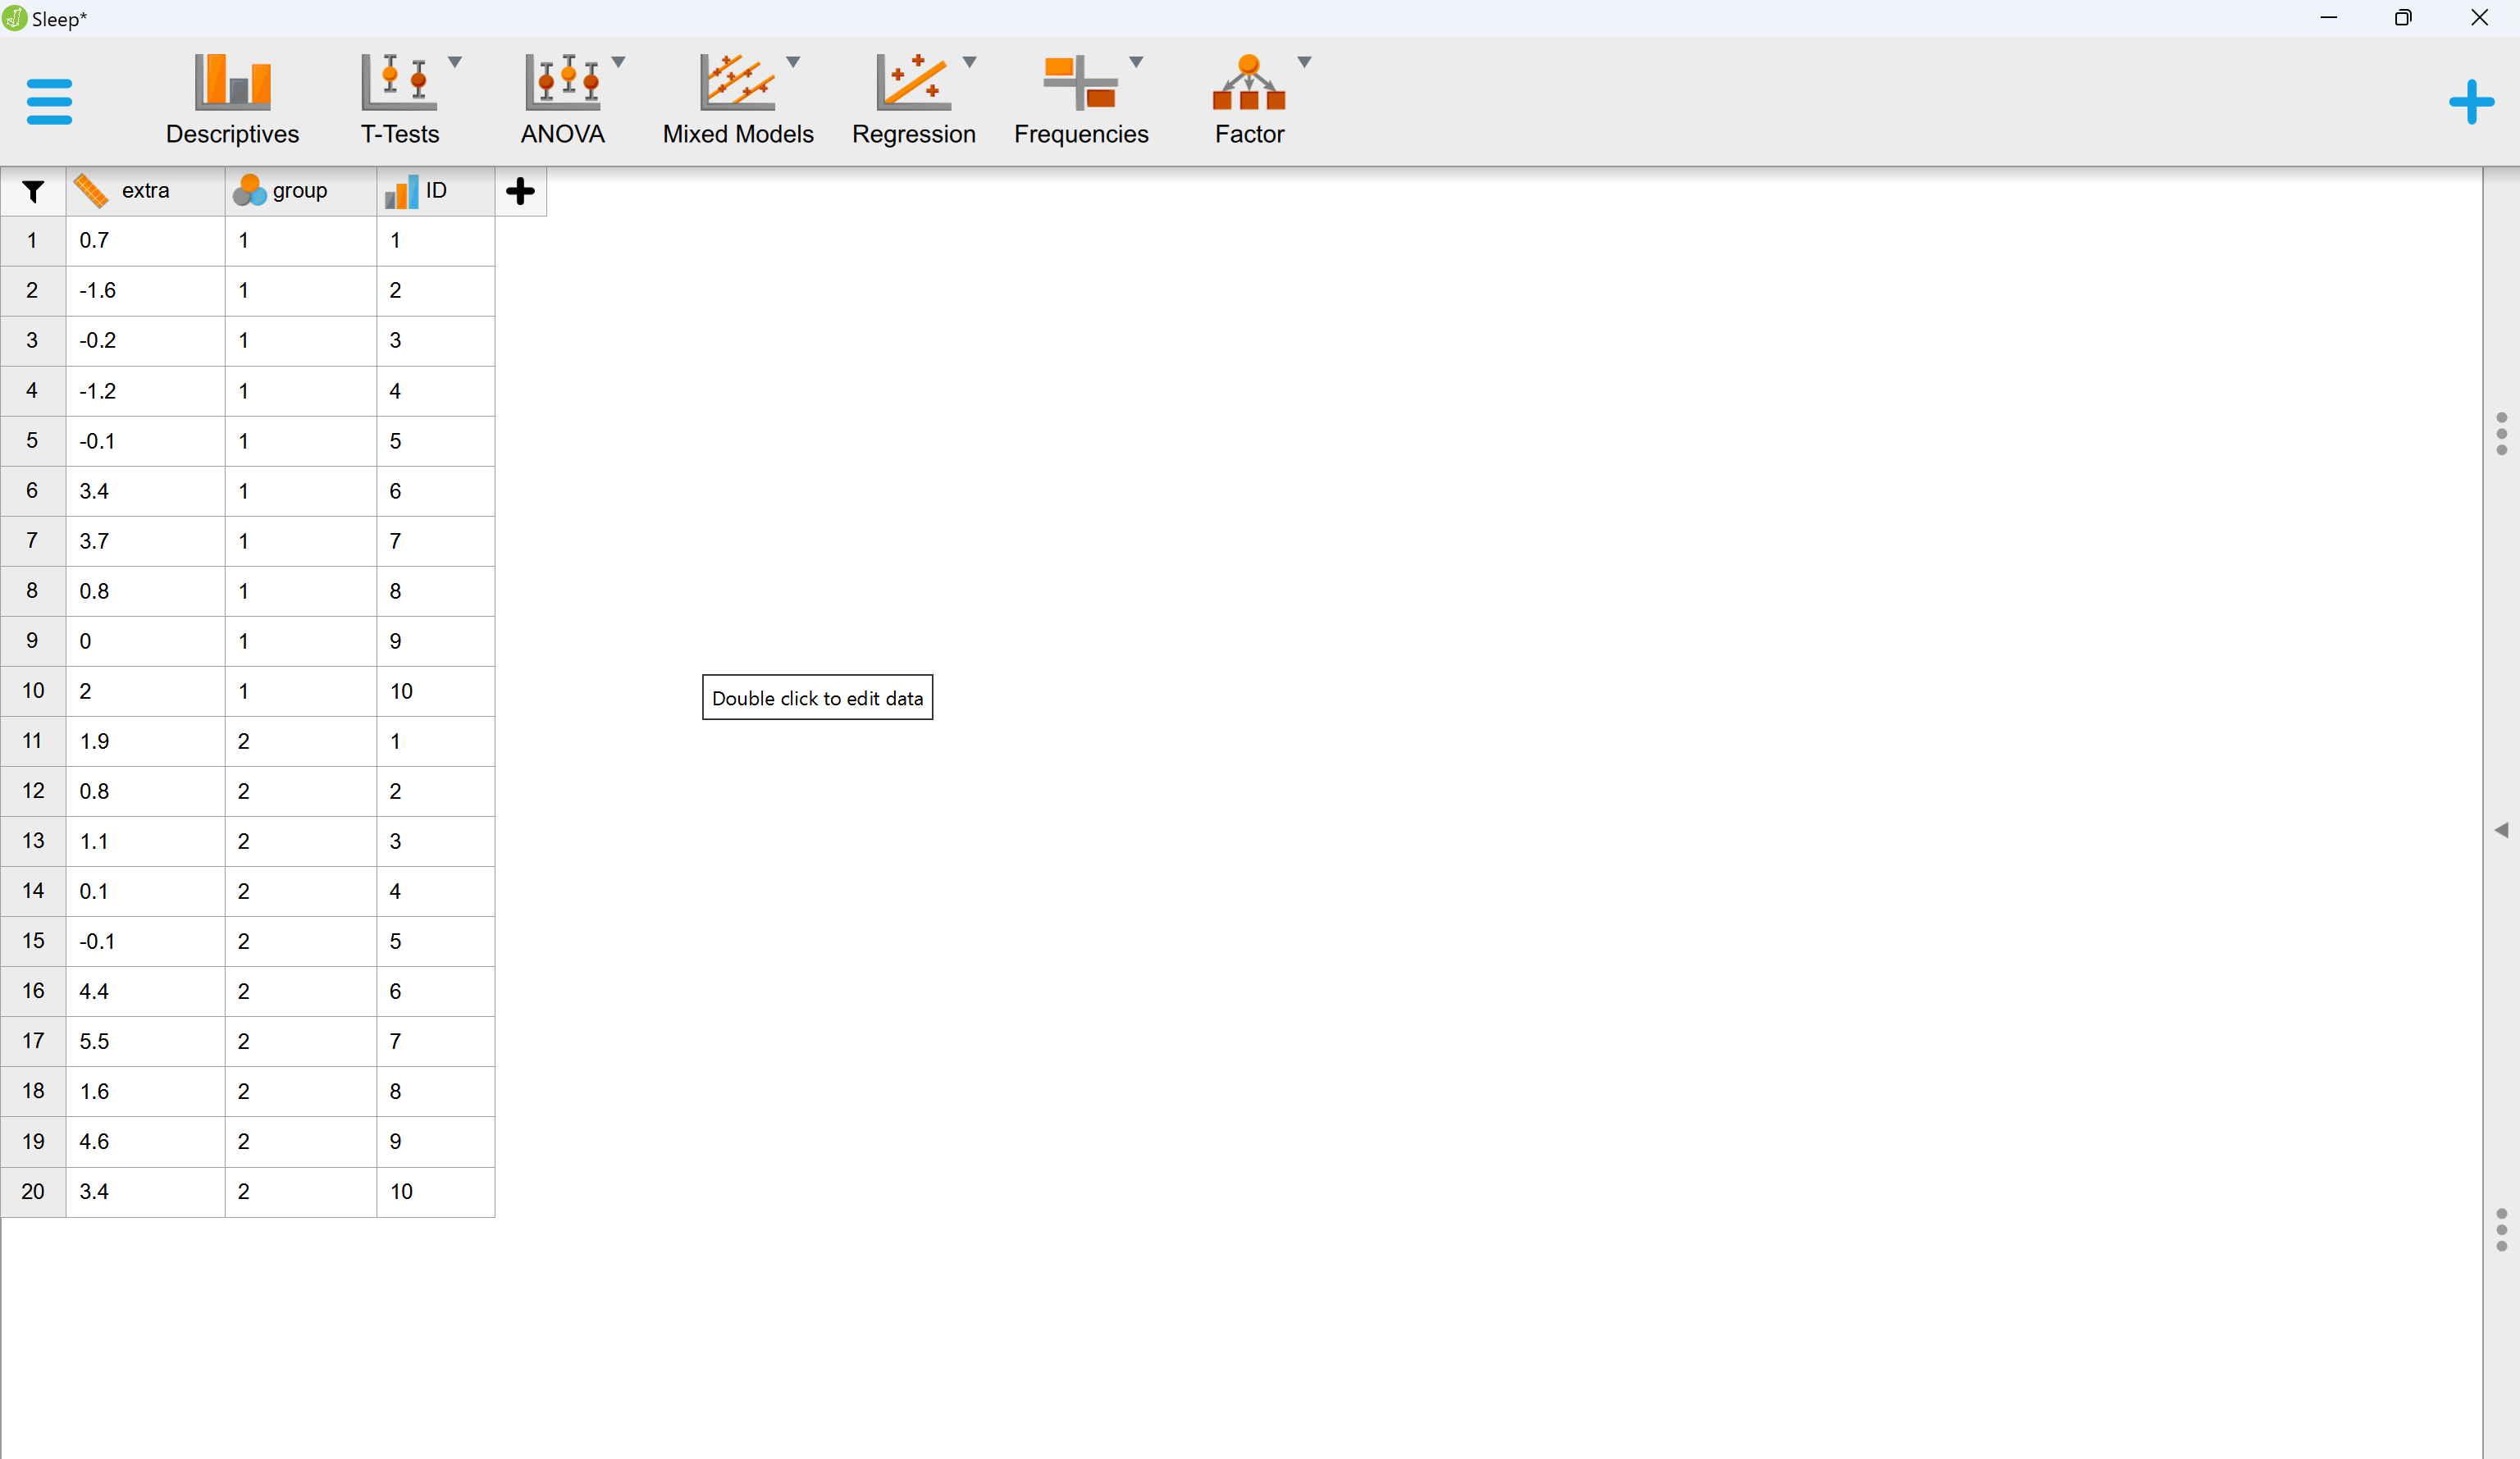 Sleep*
Descriptives T-Tests ANOVA Mixed Models Regression Frequencies Factor
extra group ID
1 0.7 1 1
2 -1.6 1 2
3 -0.2 1 3
4 -1.2 1 4
5 -0.1 1 5
6 3.4 1 6
7 3.7 1 7
8 0.8 1 8
9 0 1 9
10 2 1 10
Double click to edit data
11 1.9 2 1
12 0.8 2 2
13 1.1 2 3
14 0.1 2 4
15 -0.1 2 5
16 4.4 2 6
17 5.5 2 7
18 1.6 2 8
19 4.6 2 9
20 3.4 2 10